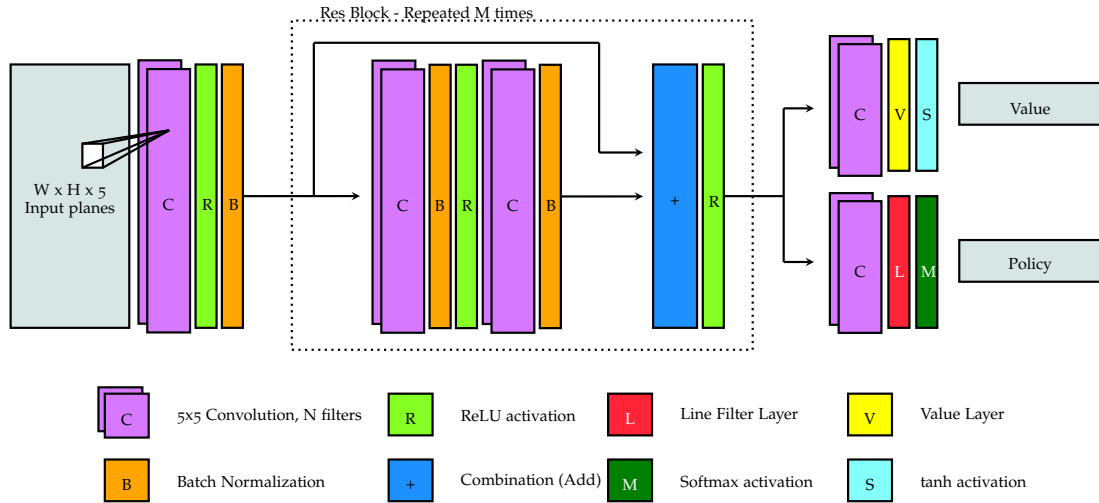 Res Block - Repeated M times
W x H x 5
Input planes
C
R
B
C
B
R
C
B
+
R
C
V
S
Value
C
L
M
Policy
C
5x5 Convolution, N filters
R
ReLU activation
L
Line Filter Layer
V
Value Layer
B
Batch Normalization
+
Combination (Add)
M
Softmax activation
S
tanh activation